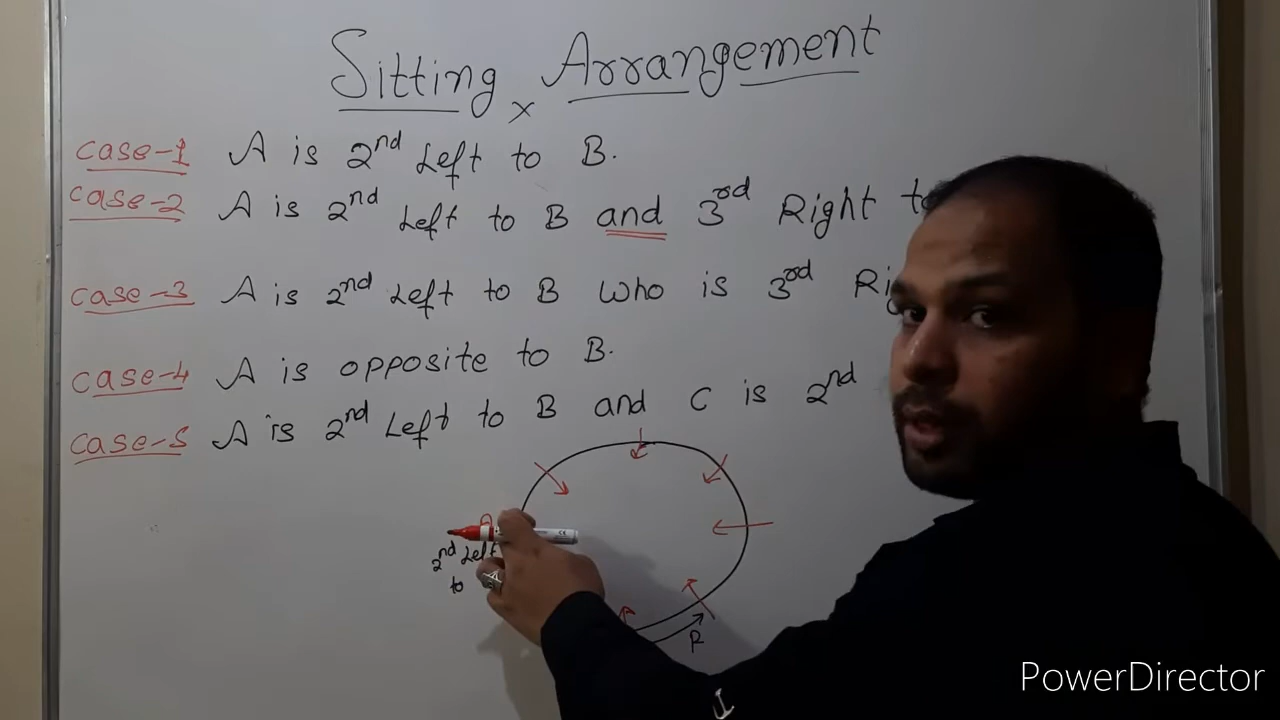 Sitting Arrangement
x
case-1 A is 2nd Left to B.
case-2 A is 2nd Left to B and 3rd Right to
case-3 A is 2nd Left to B Who is 3rd
case-4 A is opposite to B.
case-5 A is 2nd Left to B and C is 2nd
A
2nd Left
to
R
PowerDirector